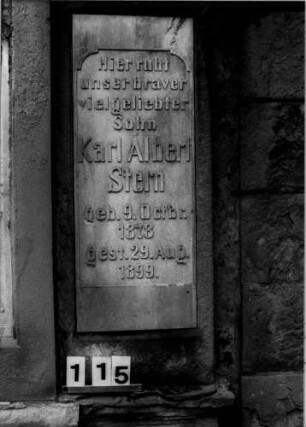 Hier ruht
unser braver
vielgeliebter
Sohn
Karl Albert
Stern
geb. 9. Octbr.
1878
gest. 29. Aug.
1899.
115